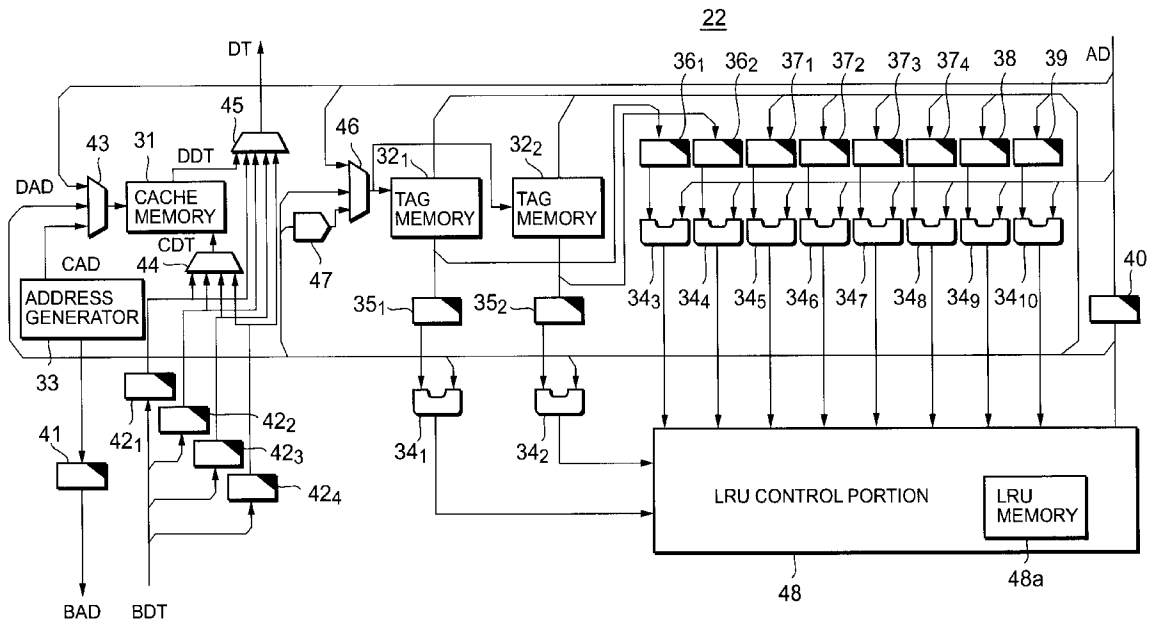 22
DT
AD
36₁
36₂
37₁
37₂
37₃
37₄
38
39
45
46
43
31
DDT
32₁
32₂
DAD
CACHE
MEMORY
TAG
MEMORY
TAG
MEMORY
CDT
44
47
CAD
34₃
34₄
34₅
34₆
34₇
34₈
34₉
34₁₀
40
ADDRESS
GENERATOR
35₁
35₂
33
42₁
42₂
41
42₃
34₁
34₂
42₄
LRU CONTROL PORTION
LRU
MEMORY
48
48a
BAD
BDT